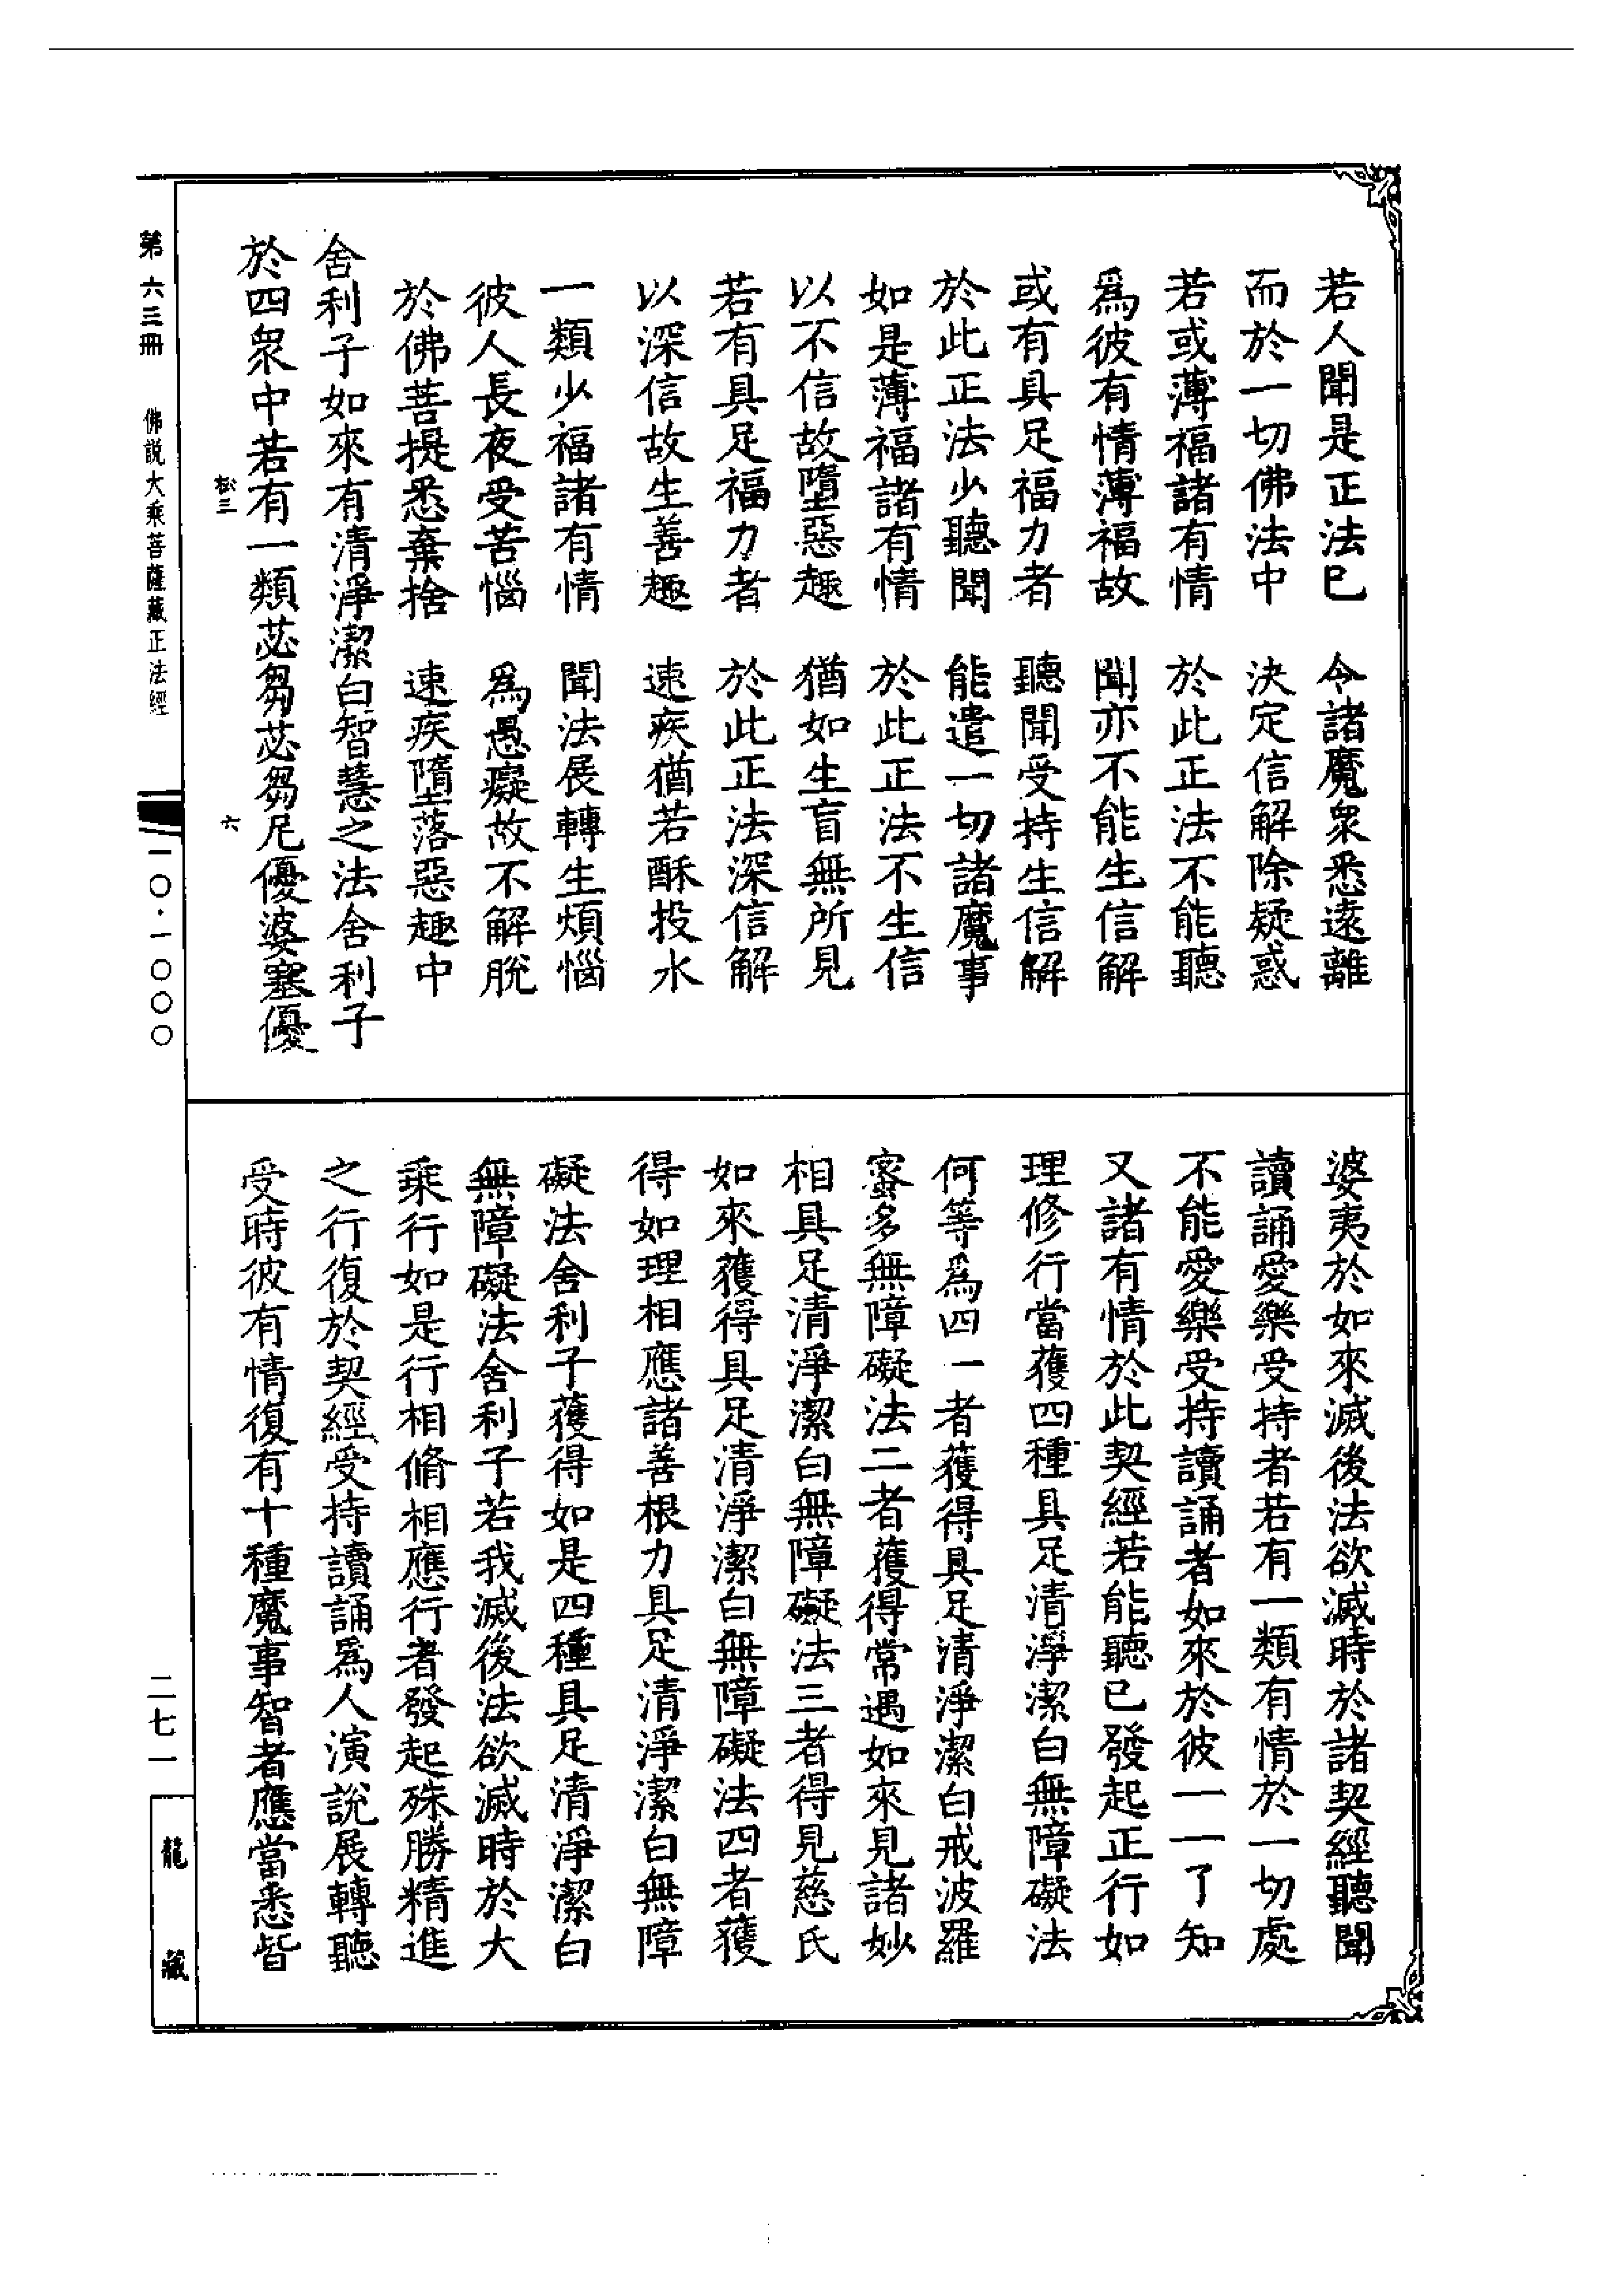 若人聞是正法已　令諸魔眾悉遠離
而於一切佛法中　決定信解除疑惑
若或薄福諸有情　於此正法不能聽
爲彼有情薄福故　聞亦不能生信解
或有具足福力者　聽聞受持生信解
於此正法少聽聞　能遣一切諸魔事
如是薄福諸有情　於此正法不生信
以不信故墮惡趣　猶如生盲無所見
若有具足福力者　於此正法深信解
以深信故生善趣　速疾猶若酥投水
一類少福諸有情　聞法展轉生煩惱
彼人長夜受苦惱　爲愚癡故不解脫
於佛菩提悉棄捨　速疾墮落惡趣中
舍利子如來有清淨潔白智慧之法舍利子
於四眾中若有一類苾芻苾芻尼優婆塞優
婆夷於如來滅後法欲滅時於諸契經聽聞
讀誦愛樂受持者若有一類有情於一切處
不能愛樂受持讀誦者如來於彼一一了知
又諸有情於此契經若能聽已發起正行如
理修行當獲四種具足清淨潔白無障礙法
何等爲四一者獲得具足清淨潔白戒波羅
蜜多無障礙法二者獲得常遇如來見諸妙
相具足清淨潔白無障礙法三者得見慈氏
如來獲得具足清淨潔白無障礙法四者獲
得如理相應諸善根力具足清淨潔白無障
礙法舍利子獲得如是四種具足清淨潔白
無障礙法舍利子若我滅後法欲滅時於大
乘行如是行相脩相應行者發起殊勝精進
之行復於契經受持讀誦爲人演說展轉聽
受時彼有情復有十種魔事智者應當悉皆
松三　六
第六三冊　佛說大乘菩薩藏正法經　一〇·一〇〇〇　二七一　龍藏